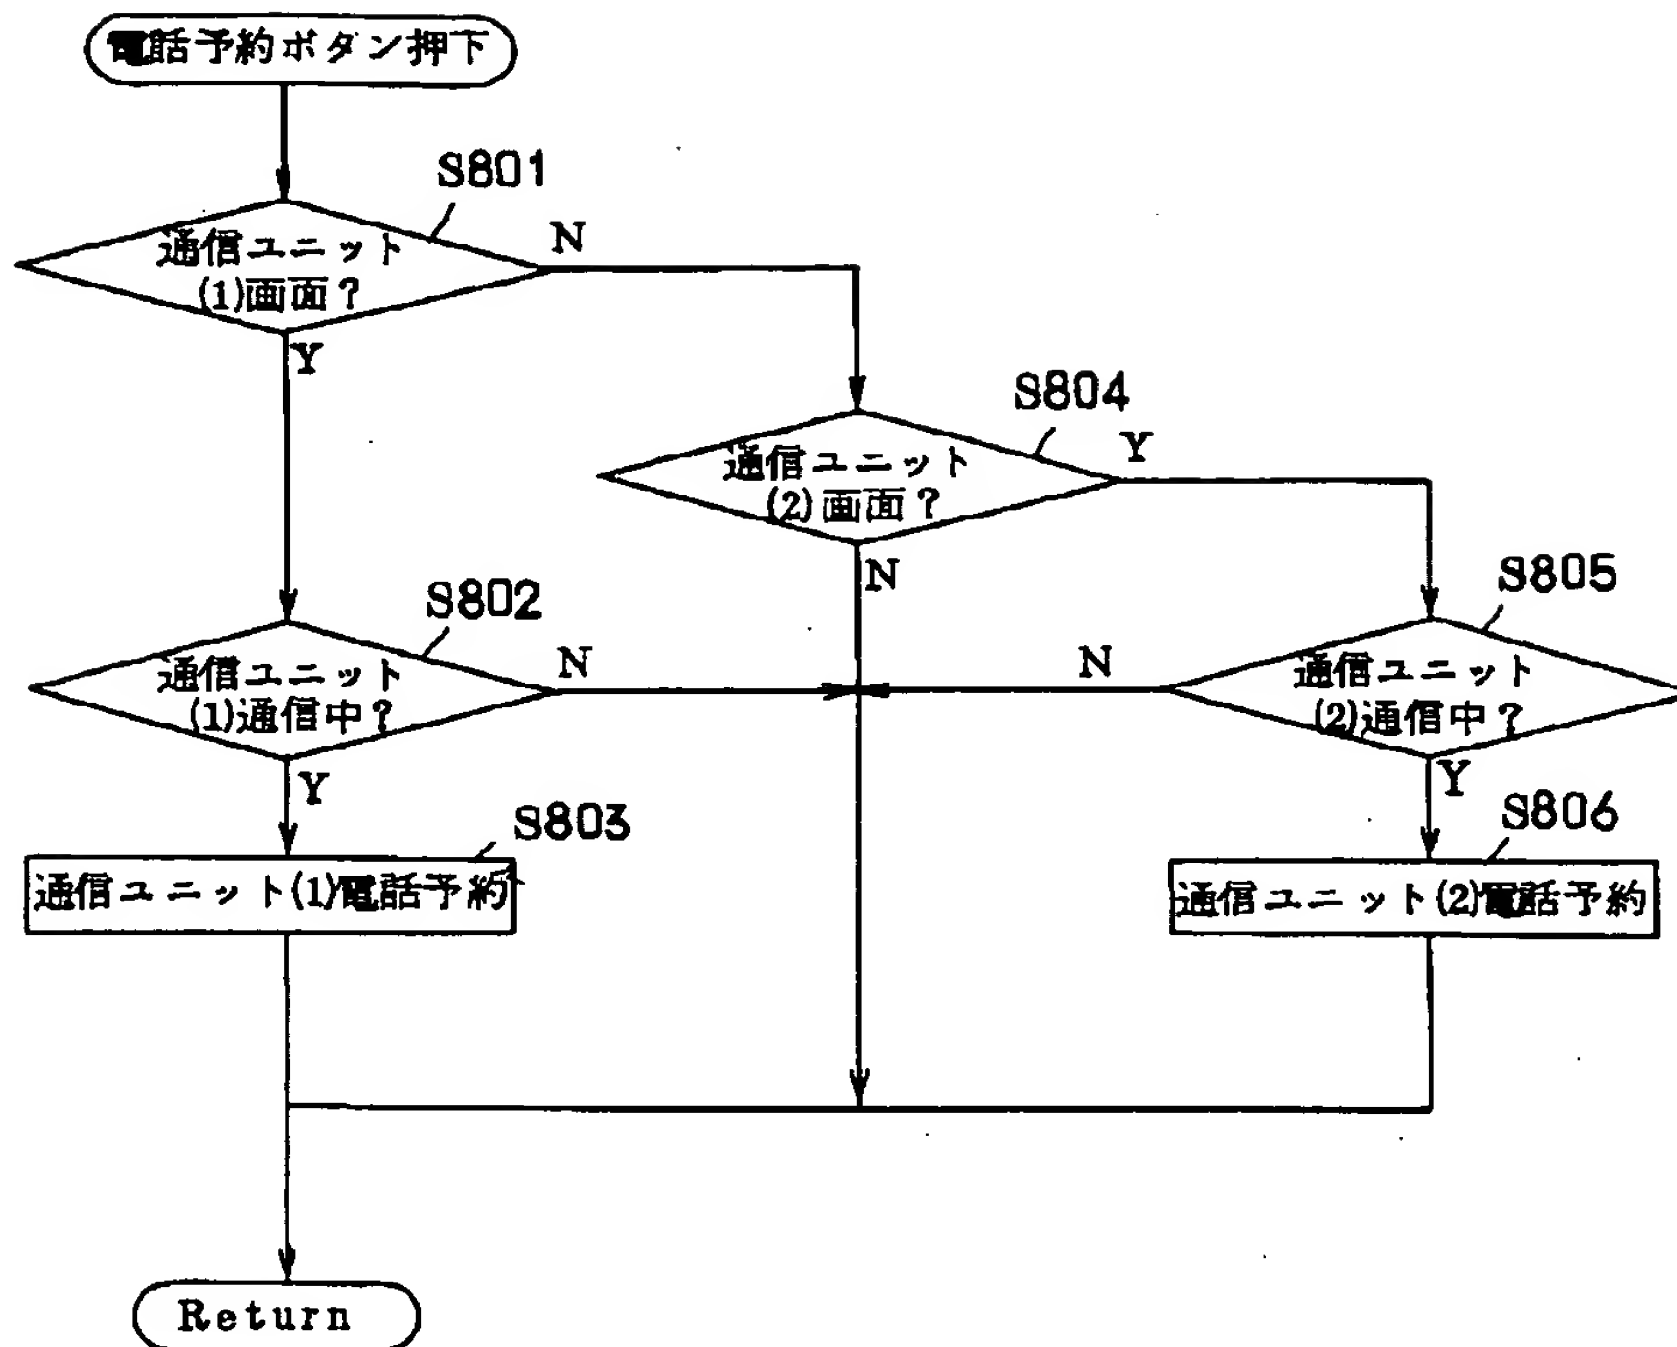 電話予約ボタン押下
S801
通信ユニット
(1)画面?
N
Y
S804
通信ユニット
(2)画面?
Y
N
S802
通信ユニット
(1)通信中?
N
Y
S805
通信ユニット
(2)通信中?
N
Y
S803
通信ユニット(1)電話予約
S806
通信ユニット(2)電話予約
Return